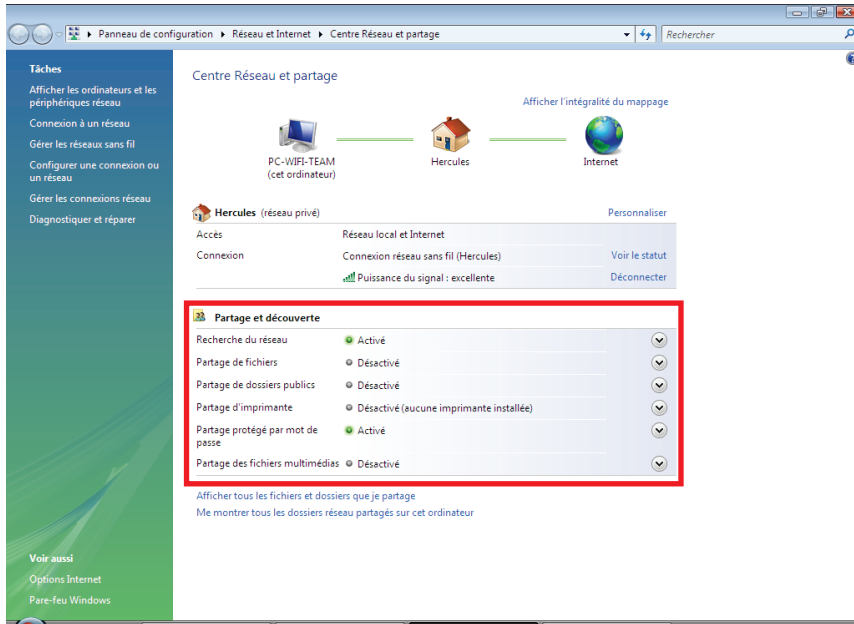 Panneau de configuration ▸ Réseau et Internet ▸ Centre Réseau et partage
Rechercher
Tâches
Afficher les ordinateurs et les
périphériques réseau
Connexion à un réseau
Gérer les réseaux sans fil
Configurer une connexion ou
un réseau
Gérer les connexions réseau
Diagnostiquer et réparer
Voir aussi
Options Internet
Pare-feu Windows
Centre Réseau et partage
Afficher l'intégralité du mappage
PC-WIFI-TEAM
(cet ordinateur)
Hercules
Internet
Hercules (réseau privé) Personnaliser
Accès Réseau local et Internet
Connexion Connexion réseau sans fil (Hercules) Voir le statut
Puissance du signal : excellente Déconnecter
Partage et découverte
Recherche du réseau Activé
Partage de fichiers Désactivé
Partage de dossiers publics Désactivé
Partage d'imprimante Désactivé (aucune imprimante installée)
Partage protégé par mot de Activé
passe
Partage des fichiers multimédias Désactivé
Afficher tous les fichiers et dossiers que je partage
Me montrer tous les dossiers réseau partagés sur cet ordinateur